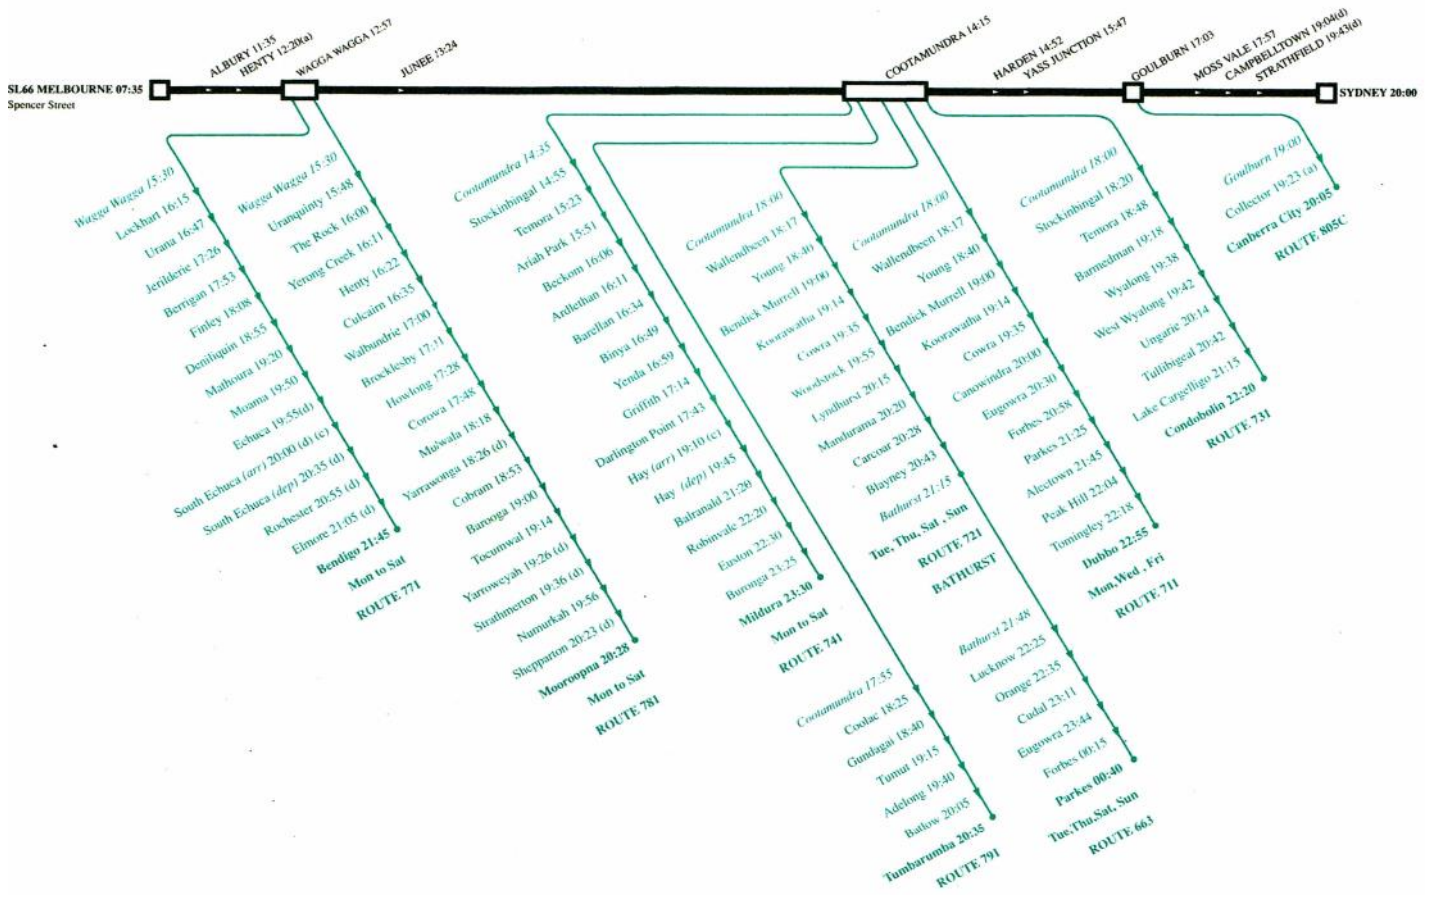 SL66 MELBOURNE 07:35
Spencer Street
ALBURY 11:35
HENTY 12:20(a)
WAGGA WAGGA 12:57
JUNEE 13:24
COOTAMUNDRA 14:15
HARDEN 14:52
YASS JUNCTION 15:47
GOULBURN 17:03
MOSS VALE 17:57
CAMPBELLTOWN 19:04(d)
STRATHFIELD 19:43(d)
SYDNEY 20:00
Wagga Wagga 15:30
Lockhart 16:15
Urana 16:47
Jerilderie 17:26
Berrigan 17:53
Finley 18:08
Deniliquin 18:55
Mathoura 19:20
Moama 19:50
Echuca 19:55(d)
South Echuca (arr) 20:00 (d) (c)
South Echuca (dep) 20:35 (d)
Rochester 20:55 (d)
Elmore 21:05 (d)
Bendigo 21:45
Mon to Sat
ROUTE 771
Wagga Wagga 15:30
Uranquinty 15:48
The Rock 16:00
Yerong Creek 16:11
Henty 16:22
Culcairn 16:35
Walbundrie 17:00
Brocklesby 17:11
Howlong 17:28
Corowa 17:48
Mulwala 18:18
Yarrawonga 18:26 (d)
Cobram 18:53
Barooga 19:00
Tocumwal 19:14
Yarroweyah 19:26 (d)
Strathmerton 19:36 (d)
Numurkah 19:56
Shepparton 20:23 (d)
Mooroopna 20:28
Mon to Sat
ROUTE 781
Cootamundra 14:35
Stockinbingal 14:55
Temora 15:23
Ariah Park 15:51
Beckom 16:06
Ardlethan 16:11
Barellan 16:34
Binya 16:49
Yenda 16:59
Griffith 17:14
Darlington Point 17:43
Hay (arr) 19:10 (c)
Hay (dep) 19:45
Balranald 21:20
Robinvale 22:20
Euston 22:30
Buronga 23:25
Mildura 23:30
Mon to Sat
ROUTE 741
Cootamundra 17:55
Coolac 18:25
Gundagai 18:40
Tumut 19:15
Adelong 19:40
Batlow 20:05
Tumbarumba 20:35
ROUTE 791
Cootamundra 18:00
Wallendbeen 18:17
Young 18:40
Bendick Murrell 19:00
Koorawatha 19:14
Cowra 19:35
Woodstock 19:55
Lyndhurst 20:15
Mandurama 20:20
Carcoar 20:28
Blayney 20:43
Bathurst 21:15
Tue, Thu, Sat , Sun
ROUTE 721
BATHURST
Bathurst 21:48
Lucknow 22:25
Orange 22:35
Cudal 23:11
Eugowra 23:44
Forbes 00:15
Parkes 00:40
Tue,Thu,Sat, Sun
ROUTE 663
Cootamundra 18:00
Wallendbeen 18:17
Young 18:40
Bendick Murrell 19:00
Koorawatha 19:14
Cowra 19:35
Canowindra 20:00
Eugowra 20:30
Forbes 20:58
Parkes 21:25
Alectown 21:45
Peak Hill 22:04
Tomingley 22:18
Dubbo 22:55
Mon,Wed , Fri
ROUTE 711
Cootamundra 18:00
Stockinbingal 18:20
Temora 18:48
Barmedman 19:18
Wyalong 19:38
West Wyalong 19:42
Ungarie 20:14
Tullibigeal 20:42
Lake Cargelligo 21:15
Condobolin 22:20
ROUTE 731
Goulburn 19:00
Collector 19:23 (a)
Canberra City 20:05
ROUTE 805C